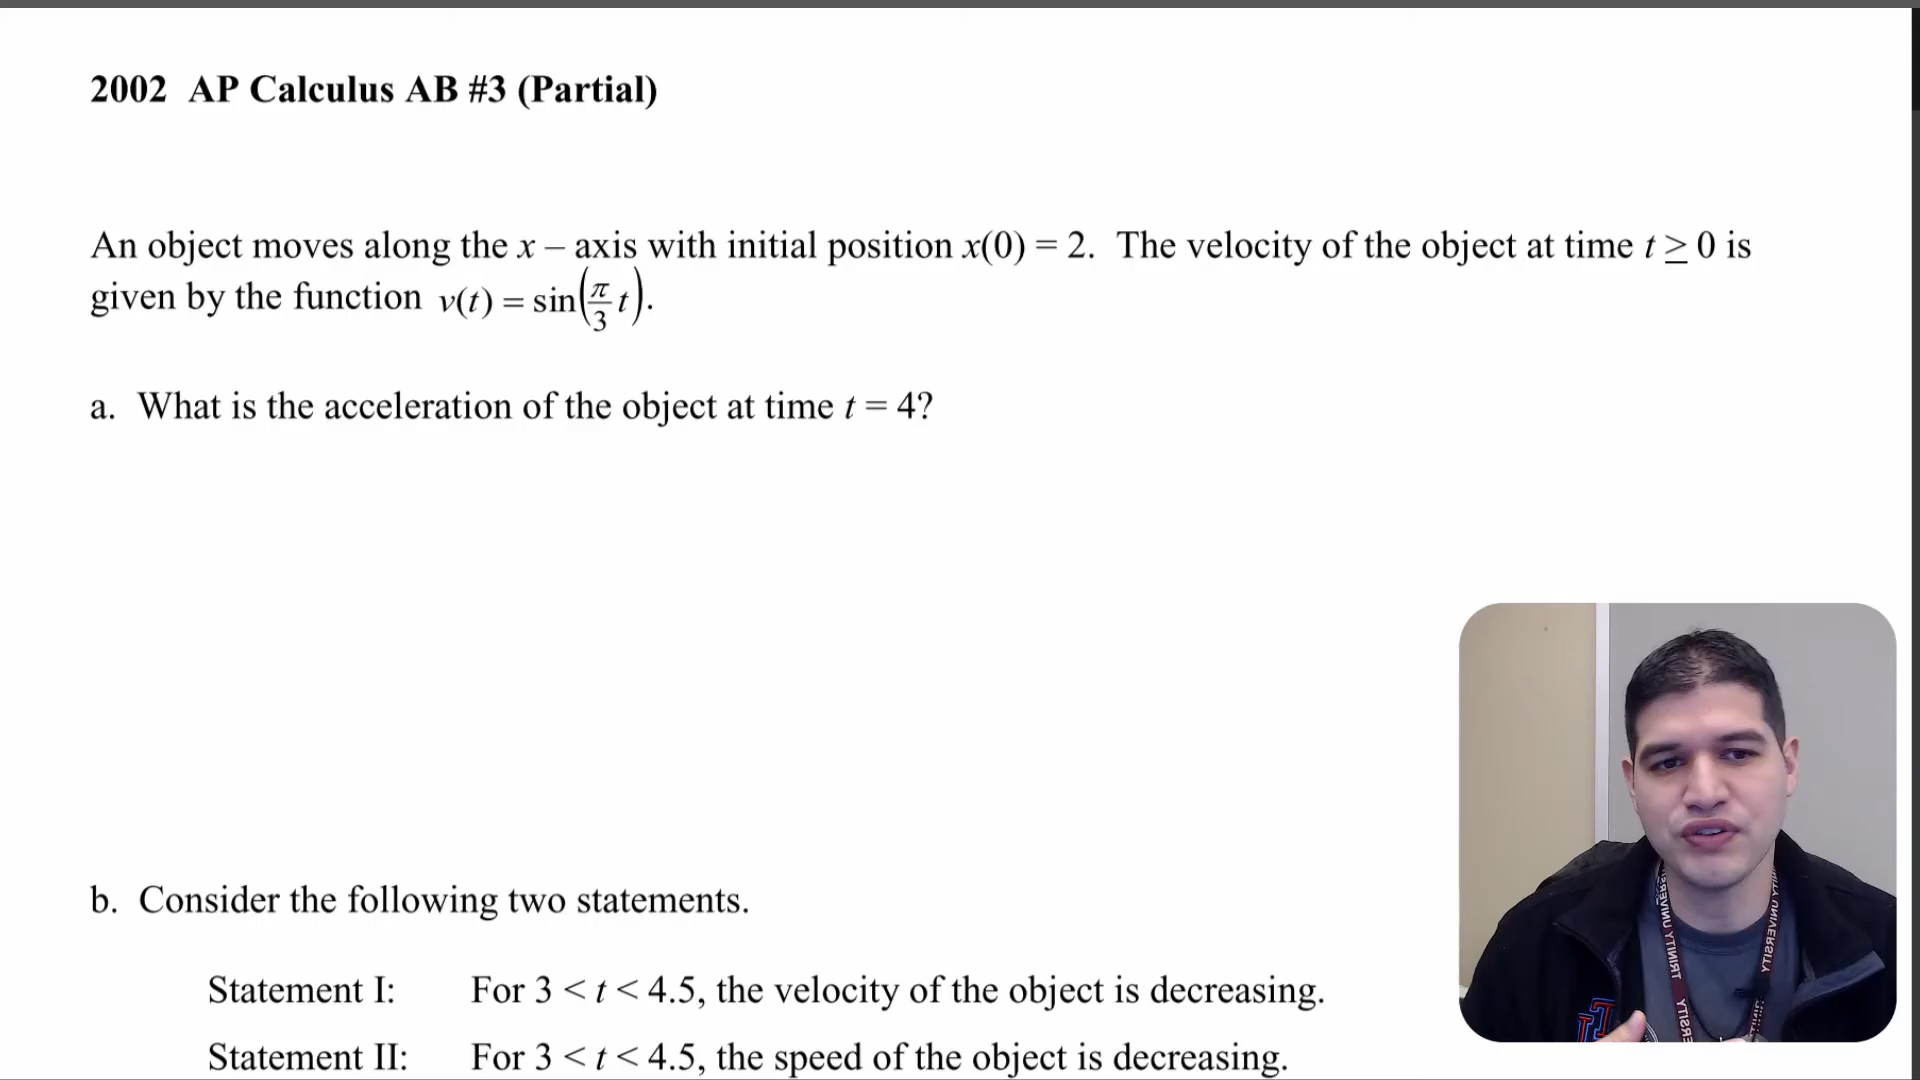 2002 AP Calculus AB #3 (Partial)
An object moves along the x – axis with initial position x(0) = 2. The velocity of the object at time t ≥ 0 is
given by the function v(t) = sin(π/3 t).
a. What is the acceleration of the object at time t = 4?
b. Consider the following two statements.
Statement I: For 3 < t < 4.5, the velocity of the object is decreasing.
Statement II: For 3 < t < 4.5, the speed of the object is decreasing.
TRINITY UNIVERSITY
UNIVERSITY